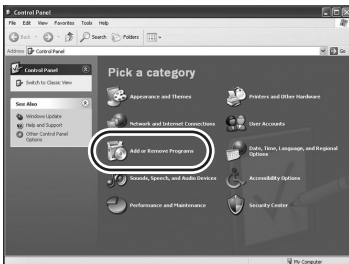 Control Panel
File Edit View Favorites Tools Help
Back Search Folders
Address Control Panel Go
Control Panel
Switch to Classic View
See Also
Windows Update
Help and Support
Other Control Panel
Options
Pick a category
Appearance and Themes
Printers and Other Hardware
Network and Internet Connections
User Accounts
Add or Remove Programs
Date, Time, Language, and Regional
Options
Sounds, Speech, and Audio Devices
Accessibility Options
Performance and Maintenance
Security Center
My Computer